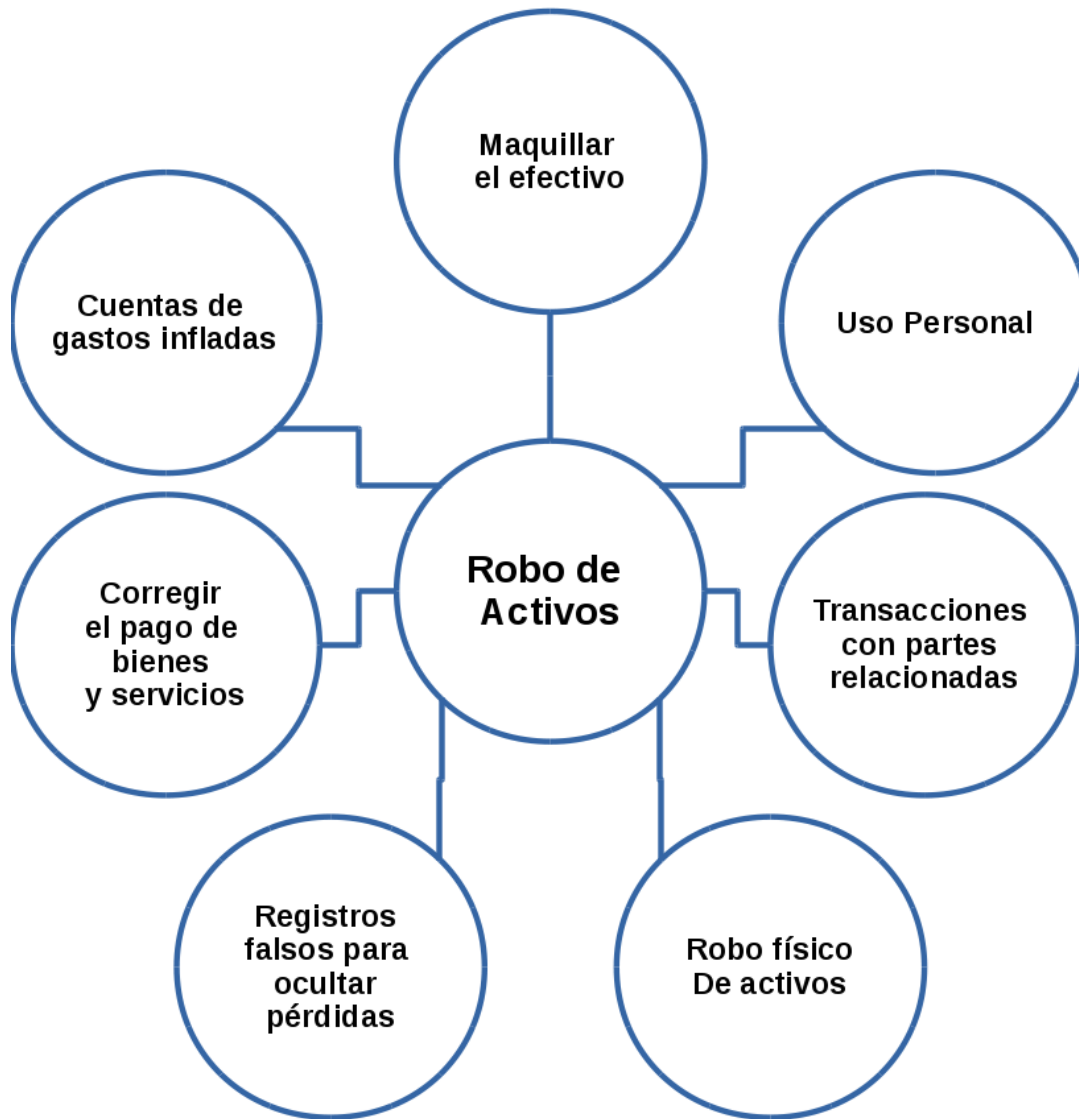 Maquillar
el efectivo
Cuentas de
gastos infladas
Uso Personal
Robo de
Activos
Corregir
el pago de
bienes
y servicios
Transacciones
con partes
relacionadas
Registros
falsos para
ocultar
pérdidas
Robo físico
De activos